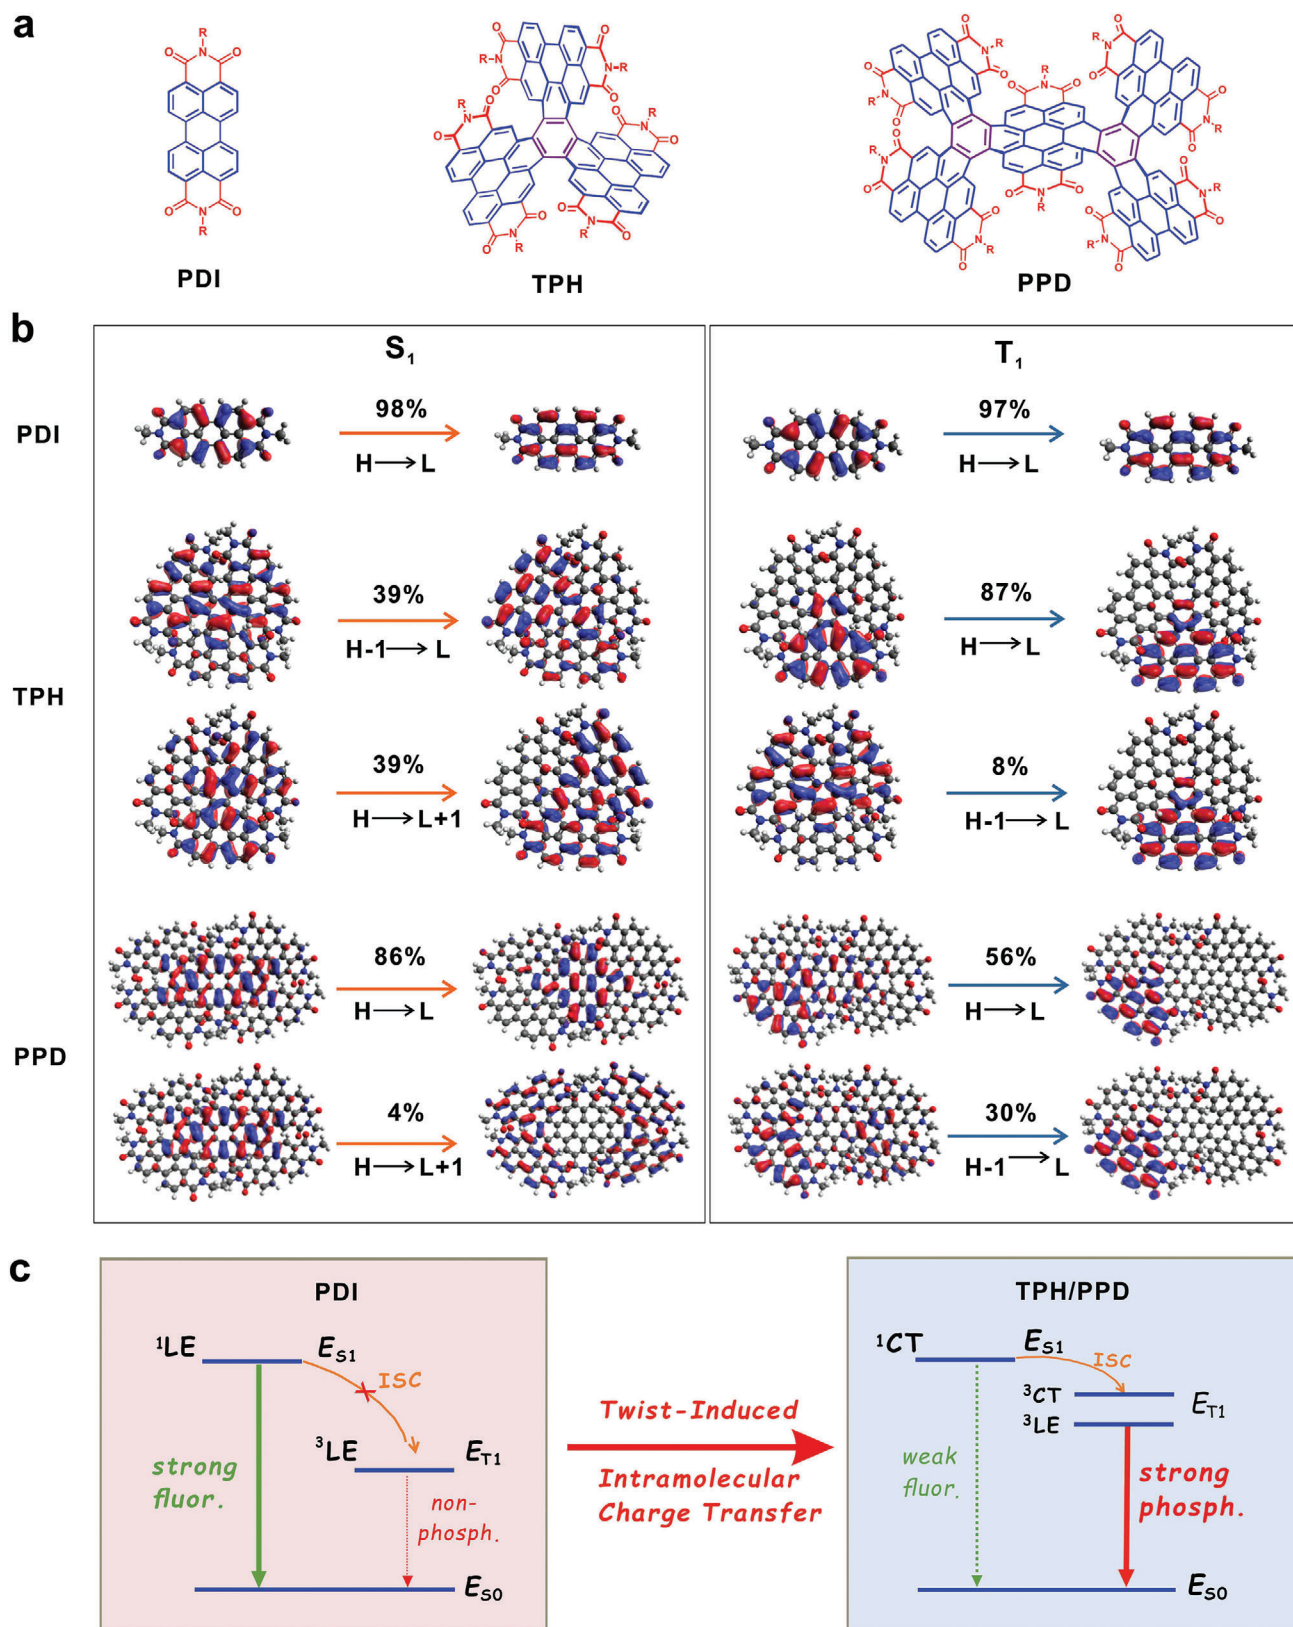 a
PDI
TPH
PPD
b
S1
T1
PDI
98%
H→L
97%
H→L
TPH
39%
H-1→L
87%
H→L
39%
H→L+1
8%
H-1→L
PPD
86%
H→L
56%
H→L
4%
H→L+1
30%
H-1→L
c
PDI
1LE
ES1
ISC
3LE
ET1
strong
fluor.
non-
phosph.
ES0
Twist-Induced
Intramolecular
Charge Transfer
TPH/PPD
1CT
ES1
ISC
3CT
ET1
3LE
weak
fluor.
strong
phosph.
ES0